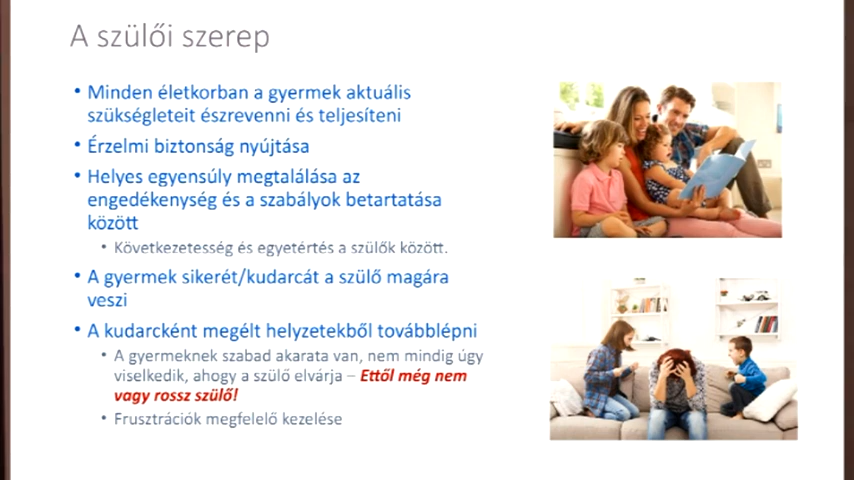 A szülői szerep
• Minden életkorban a gyermek aktuális
szükségleteit észrevenni és teljesíteni
• Érzelmi biztonság nyújtása
• Helyes egyensúly megtalálása az
engedékenység és a szabályok betartatása
között
• Következetesség és egyetértés a szülők között.
• A gyermek sikerét/kudarcát a szülő magára
veszi
• A kudarcként megélt helyzetekből továbblépni
• A gyermeknek szabad akarata van, nem mindig úgy
viselkedik, ahogy a szülő elvárja – Ettől még nem
vagy rossz szülő!
• Frusztrációk megfelelő kezelése